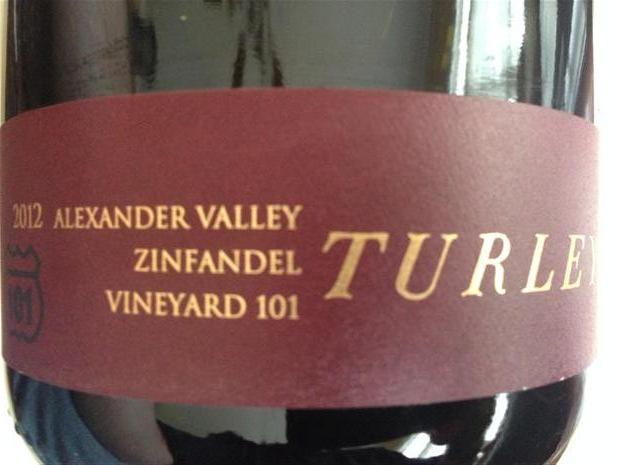 2012 ALEXANDER VALLEY
ZINFANDEL
VINEYARD 101
TURLEY
101